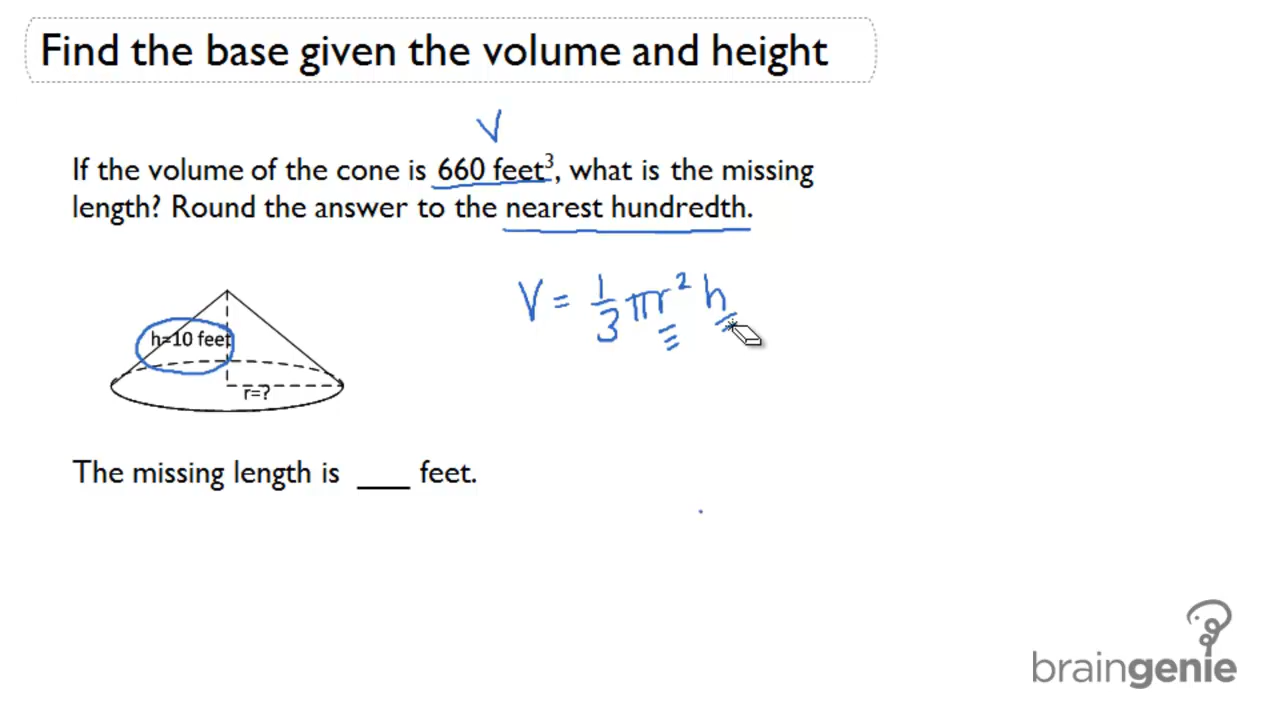 Find the base given the volume and height
V
If the volume of the cone is 660 feet³, what is the missing
length? Round the answer to the nearest hundredth.
V = 1/3 πr² h
h=10 feet
r=?
The missing length is ___ feet.
braingenie